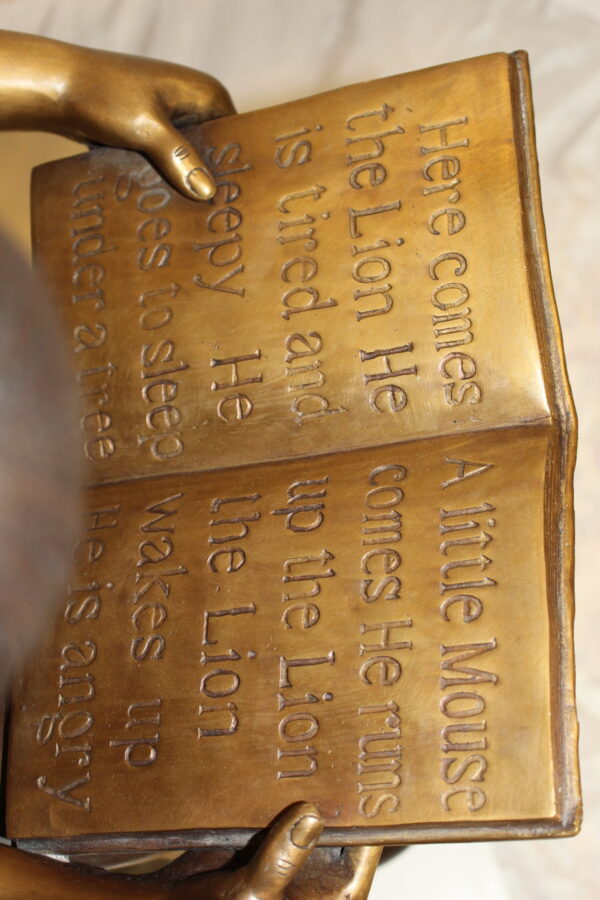 Here comes
the Lion He
is tired and
sleepy He
goes to sleep
under a tree
A little Mouse
comes He runs
up the Lion
the Lion
wakes up
He is angry